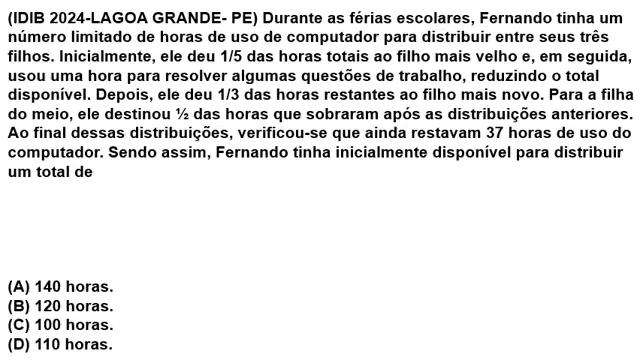 (IDIB 2024-LAGOA GRANDE- PE) Durante as férias escolares, Fernando tinha um
número limitado de horas de uso de computador para distribuir entre seus três
filhos. Inicialmente, ele deu 1/5 das horas totais ao filho mais velho e, em seguida,
usou uma hora para resolver algumas questões de trabalho, reduzindo o total
disponível. Depois, ele deu 1/3 das horas restantes ao filho mais novo. Para a filha
do meio, ele destinou ½ das horas que sobraram após as distribuições anteriores.
Ao final dessas distribuições, verificou-se que ainda restavam 37 horas de uso do
computador. Sendo assim, Fernando tinha inicialmente disponível para distribuir
um total de
(A) 140 horas.
(B) 120 horas.
(C) 100 horas.
(D) 110 horas.